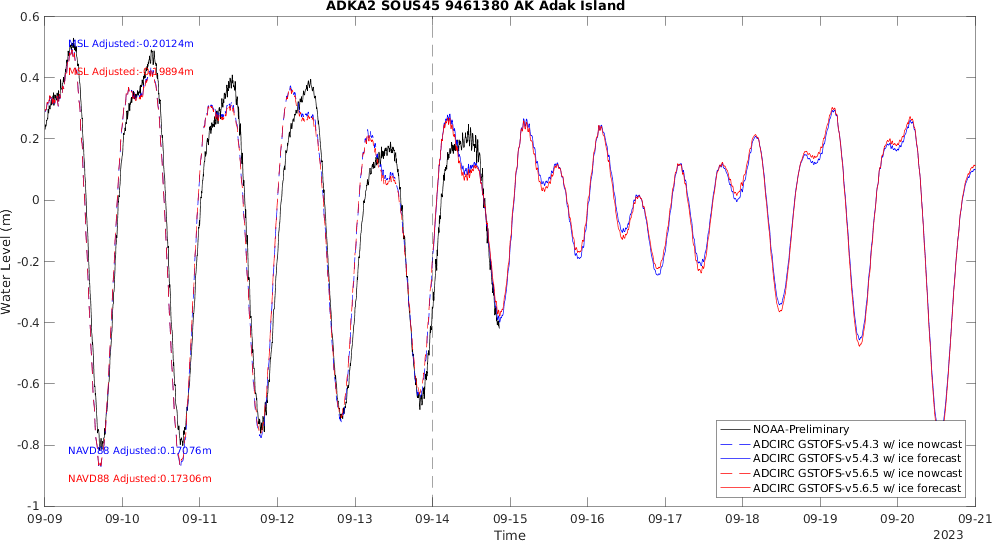 ADKA2 SOUS45 9461380 AK Adak Island
0.6
0.4
0.2
0
-0.2
-0.4
-0.6
-0.8
-1
Water Level (m)
MSL Adjusted:-0.20124m
MSL Adjusted:-0.19894m
NAVD88 Adjusted:0.17076m
NAVD88 Adjusted:0.17306m
NOAA-Preliminary
ADCIRC GSTOFS-v5.4.3 w/ ice nowcast
ADCIRC GSTOFS-v5.4.3 w/ ice forecast
ADCIRC GSTOFS-v5.6.5 w/ ice nowcast
ADCIRC GSTOFS-v5.6.5 w/ ice forecast
09-09 09-10 09-11 09-12 09-13 09-14 09-15 09-16 09-17 09-18 09-19 09-20 09-21
Time
2023